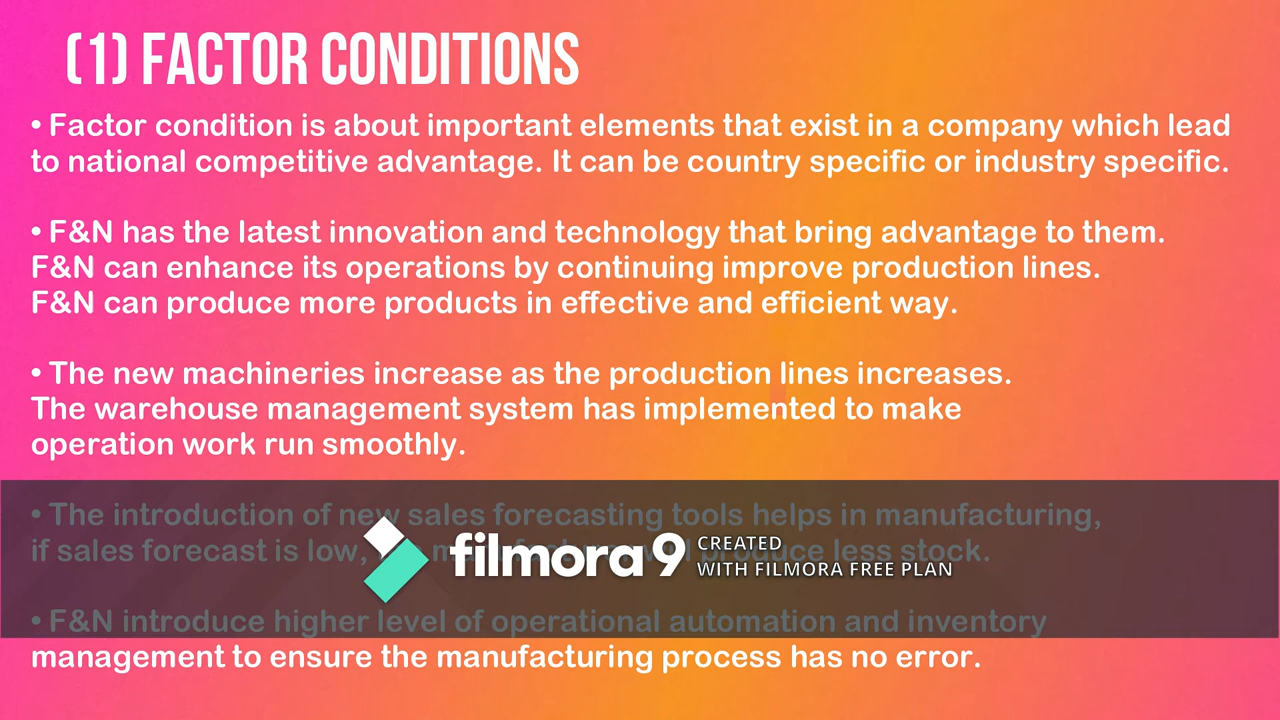 (1) FACTOR CONDITIONS
• Factor condition is about important elements that exist in a company which lead
to national competitive advantage. It can be country specific or industry specific.
• F&N has the latest innovation and technology that bring advantage to them.
F&N can enhance its operations by continuing improve production lines.
F&N can produce more products in effective and efficient way.
• The new machineries increase as the production lines increases.
The warehouse management system has implemented to make
operation work run smoothly.
• The introduction of new sales forecasting tools helps in manufacturing,
if sales forecast is low, produce less stock.
filmora 9 CREATED
WITH FILMORA FREE PLAN
• F&N introduce higher level of operational automation and inventory
management to ensure the manufacturing process has no error.